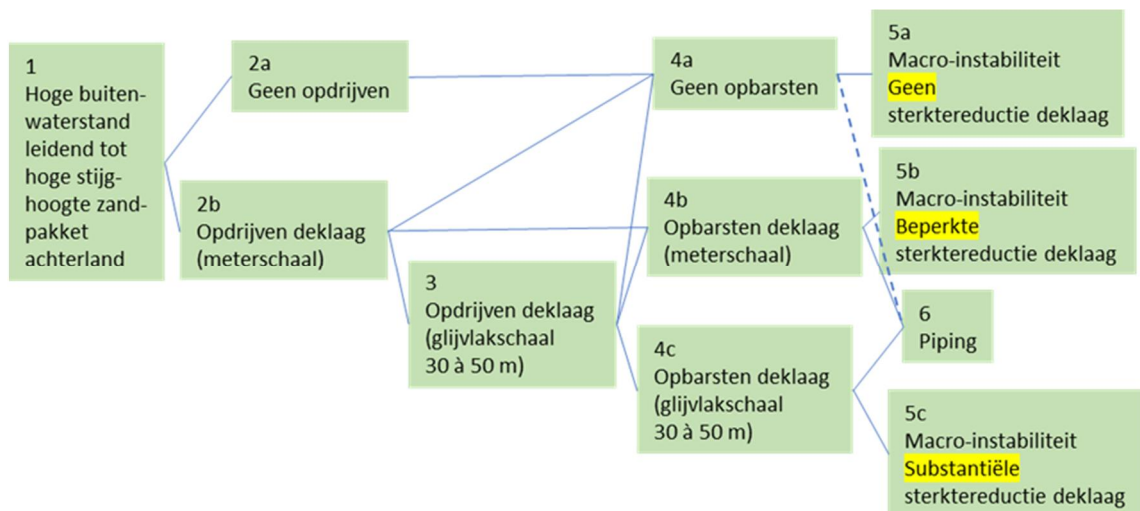 1
Hoge buiten-
waterstand
leidend tot
hoge stijg-
hoogte zand-
pakket
achterland
2a
Geen opdrijven
2b
Opdrijven deklaag
(meterschaal)
3
Opdrijven deklaag
(glijvlakschaal
30 à 50 m)
4a
Geen opbarsten
4b
Opbarsten deklaag
(meterschaal)
4c
Opbarsten deklaag
(glijvlakschaal
30 à 50 m)
5a
Macro-instabiliteit
Geen
sterktereductie deklaag
5b
Macro-instabiliteit
Beperkte
sterktereductie deklaag
6
Piping
5c
Macro-instabiliteit
Substantiële
sterktereductie deklaag